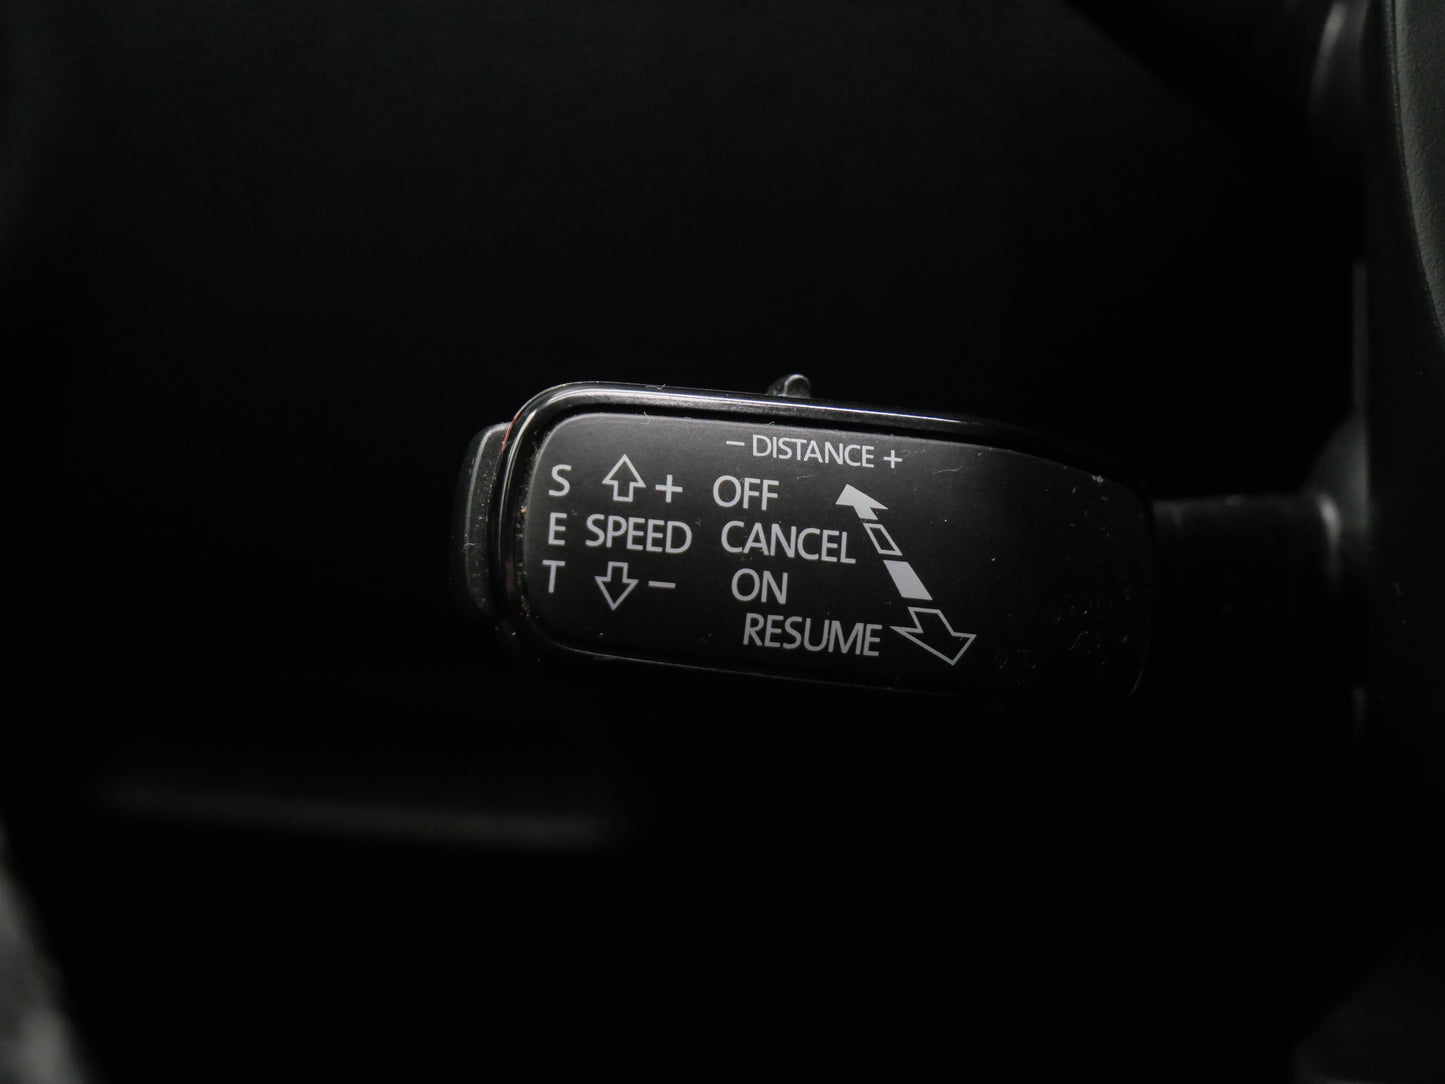 − DISTANCE +
S + OFF
E SPEED CANCEL
T − ON
RESUME